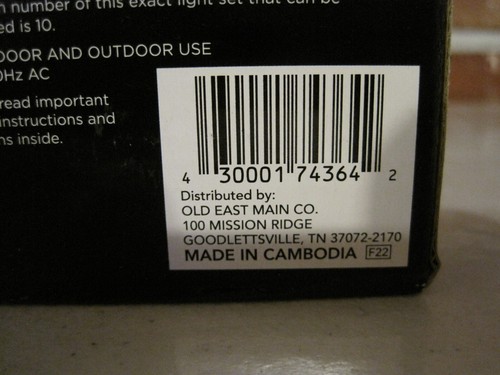 number of this exact light set that can be
ed is 10.
DOOR AND OUTDOOR USE
0Hz AC
read important
instructions and
ns inside.
4 30001 74364 2
Distributed by:
OLD EAST MAIN CO.
100 MISSION RIDGE
GOODLETTSVILLE, TN 37072-2170
MADE IN CAMBODIA F22